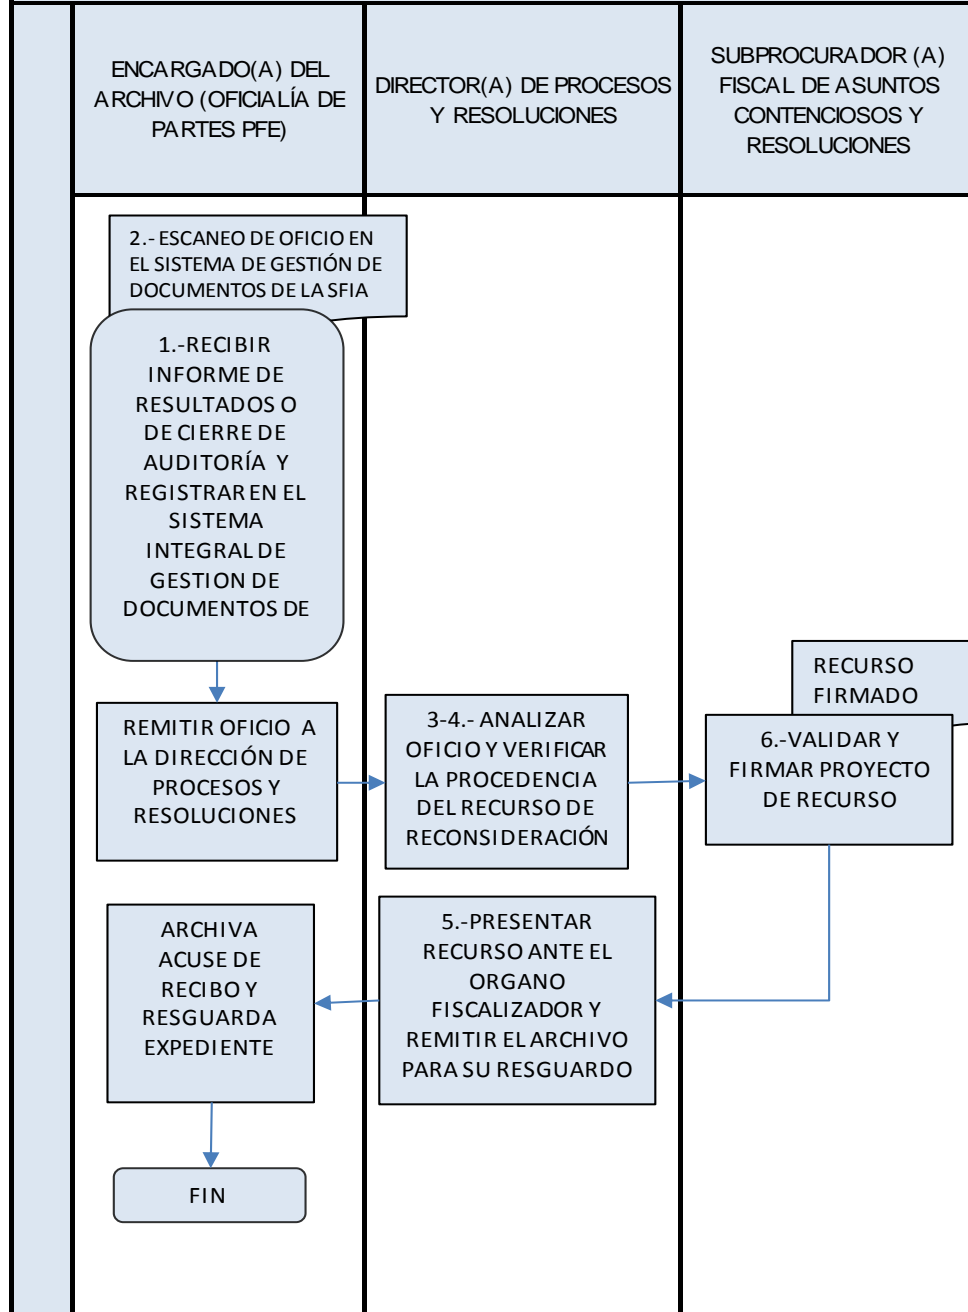 ENCARGADO(A) DEL
ARCHIVO (OFICIALÍA DE
PARTES PFE)
DIRECTOR(A) DE PROCESOS
Y RESOLUCIONES
SUBPROCURADOR (A)
FISCAL DE ASUNTOS
CONTENCIOSOS Y
RESOLUCIONES
2.- ESCANEO DE OFICIO EN
EL SISTEMA DE GESTIÓN DE
DOCUMENTOS DE LA SFIA
1.-RECIBIR
INFORME DE
RESULTADOS O
DE CIERRE DE
AUDITORÍA Y
REGISTRAR EN EL
SISTEMA
INTEGRAL DE
GESTION DE
DOCUMENTOS DE
REMITIR OFICIO A
LA DIRECCIÓN DE
PROCESOS Y
RESOLUCIONES
3-4.- ANALIZAR
OFICIO Y VERIFICAR
LA PROCEDENCIA
DEL RECURSO DE
RECONSIDERACIÓN
RECURSO
FIRMADO
6.-VALIDAR Y
FIRMAR PROYECTO
DE RECURSO
5.-PRESENTAR
RECURSO ANTE EL
ORGANO
FISCALIZADOR Y
REMITIR EL ARCHIVO
PARA SU RESGUARDO
ARCHIVA
ACUSE DE
RECIBO Y
RESGUARDA
EXPEDIENTE
FIN